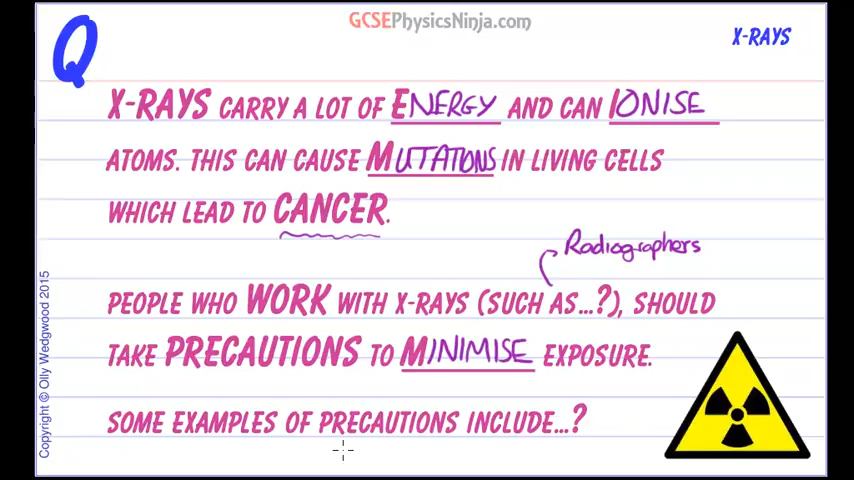 GCSEPhysicsNinja.com
Q
X-RAYS
X-RAYS CARRY A LOT OF ENERGY AND CAN IONISE
ATOMS. THIS CAN CAUSE MUTATIONS IN LIVING CELLS
WHICH LEAD TO CANCER.
Radiographers
PEOPLE WHO WORK WITH X-RAYS (SUCH AS...?), SHOULD
TAKE PRECAUTIONS TO MINIMISE EXPOSURE.
SOME EXAMPLES OF PRECAUTIONS INCLUDE...?
Copyright © Olly Wedgwood 2015